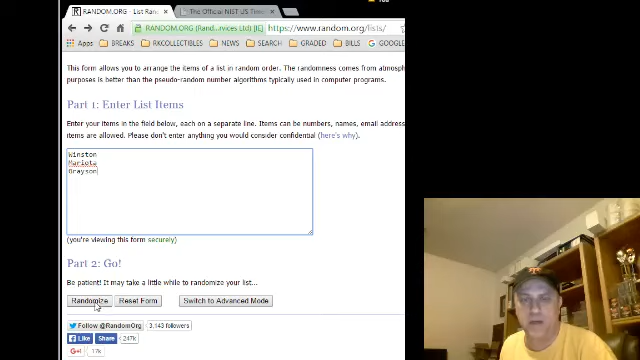 You
RANDOM.ORG - List Ran
The Official NIST US Time:
RANDOM.ORG (Rand...rvices Ltd) [IE]
https://www.random.org/lists/
Apps
BREAKS
RKCOLLECTIBLES
NEWS
SEARCH
GRADED
BILLS
GOOGLE
This form allows you to arrange the items of a list in random order. The randomness comes from atmosph
purposes is better than the pseudo-random number algorithms typically used in computer programs.
Part 1: Enter List Items
Enter your items in the field below, each on a separate line. Items can be numbers, names, email address
items are allowed. Please don't enter anything you would consider confidential (here's why).
Winston
Mariota
Grayson
(you're viewing this form securely)
Part 2: Go!
Be patient! It may take a little while to randomize your list...
Randomize
Reset Form
Switch to Advanced Mode
Follow @RandomOrg
3,143 followers
Like
Share
247k
G+1
17k